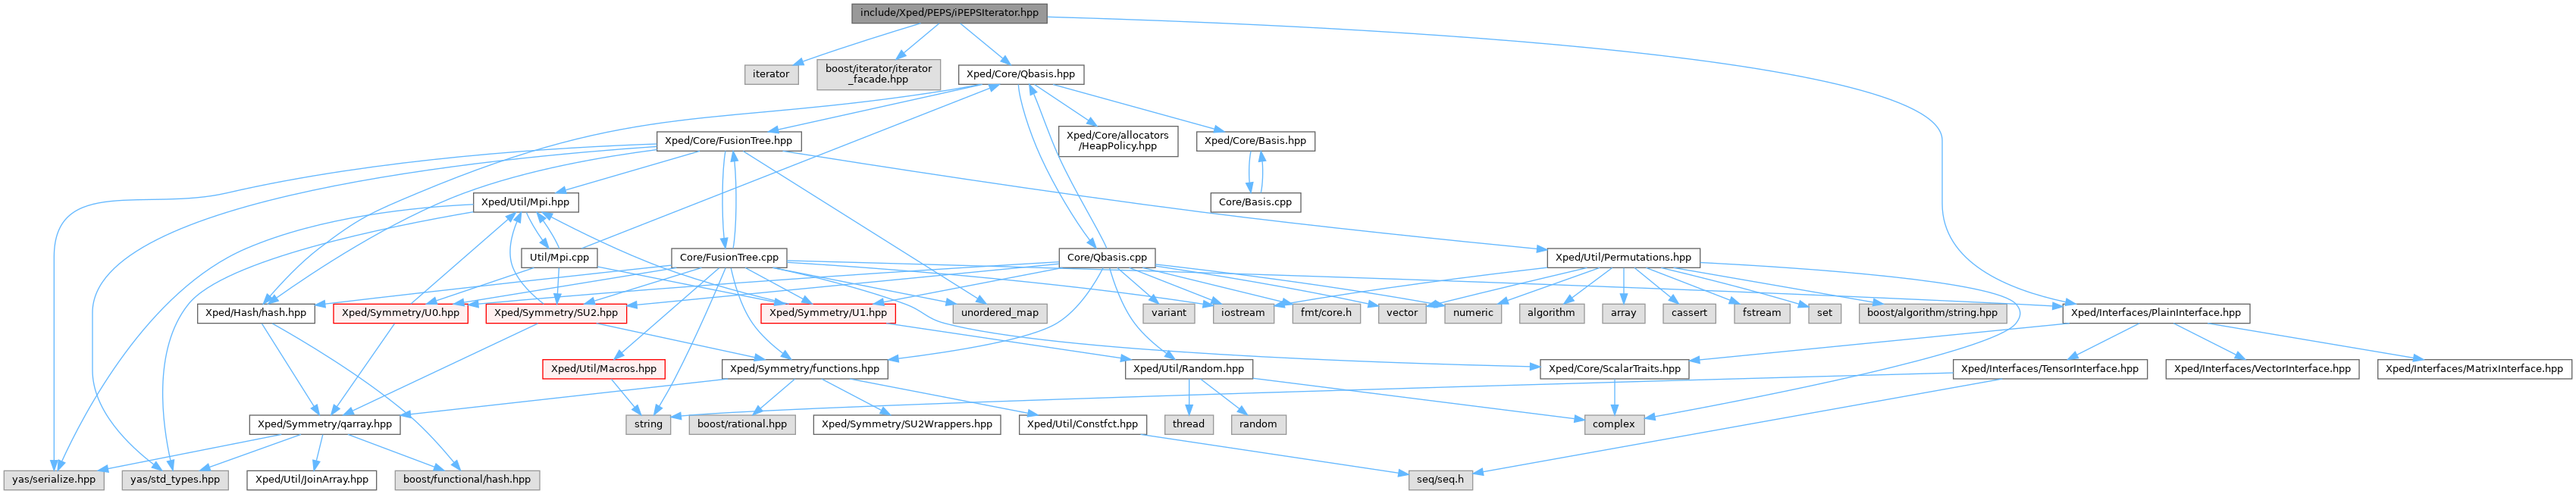 include/Xped/PEPS/iPEPSIterator.hpp
iterator
boost/iterator/iterator
_facade.hpp
Xped/Core/Qbasis.hpp
Xped/Core/FusionTree.hpp
Xped/Core/allocators
/HeapPolicy.hpp
Xped/Core/Basis.hpp
Xped/Util/Mpi.hpp
Core/Basis.cpp
Util/Mpi.cpp
Core/FusionTree.cpp
Core/Qbasis.cpp
Xped/Util/Permutations.hpp
Xped/Hash/hash.hpp
Xped/Symmetry/U0.hpp
Xped/Symmetry/SU2.hpp
Xped/Symmetry/U1.hpp
unordered_map
variant
iostream
fmt/core.h
vector
numeric
algorithm
array
cassert
fstream
set
boost/algorithm/string.hpp
Xped/Interfaces/PlainInterface.hpp
Xped/Util/Macros.hpp
Xped/Symmetry/functions.hpp
Xped/Util/Random.hpp
Xped/Core/ScalarTraits.hpp
Xped/Interfaces/TensorInterface.hpp
Xped/Interfaces/VectorInterface.hpp
Xped/Interfaces/MatrixInterface.hpp
Xped/Symmetry/qarray.hpp
string
boost/rational.hpp
Xped/Symmetry/SU2Wrappers.hpp
Xped/Util/Constfct.hpp
thread
random
complex
yas/serialize.hpp
yas/std_types.hpp
Xped/Util/JoinArray.hpp
boost/functional/hash.hpp
seq/seq.h